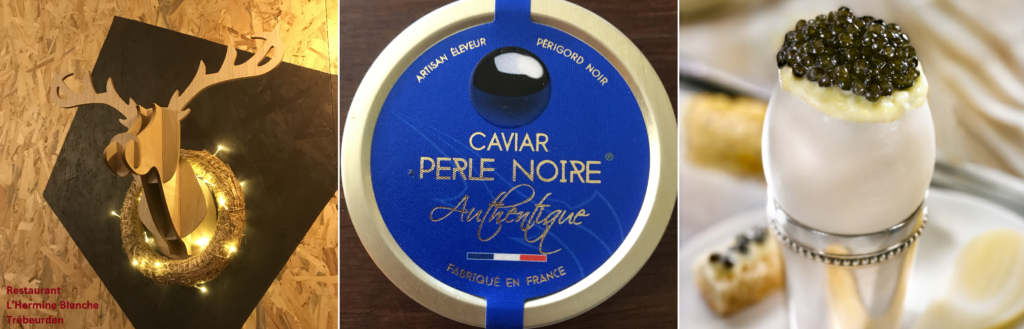 Restaurant
L'Hermine Blanche
Trébeurden
ARTISAN ÉLEVEUR
PÉRIGORD NOIR
CAVIAR
PERLE NOIRE®
Authentique
FABRIQUÉ EN FRANCE